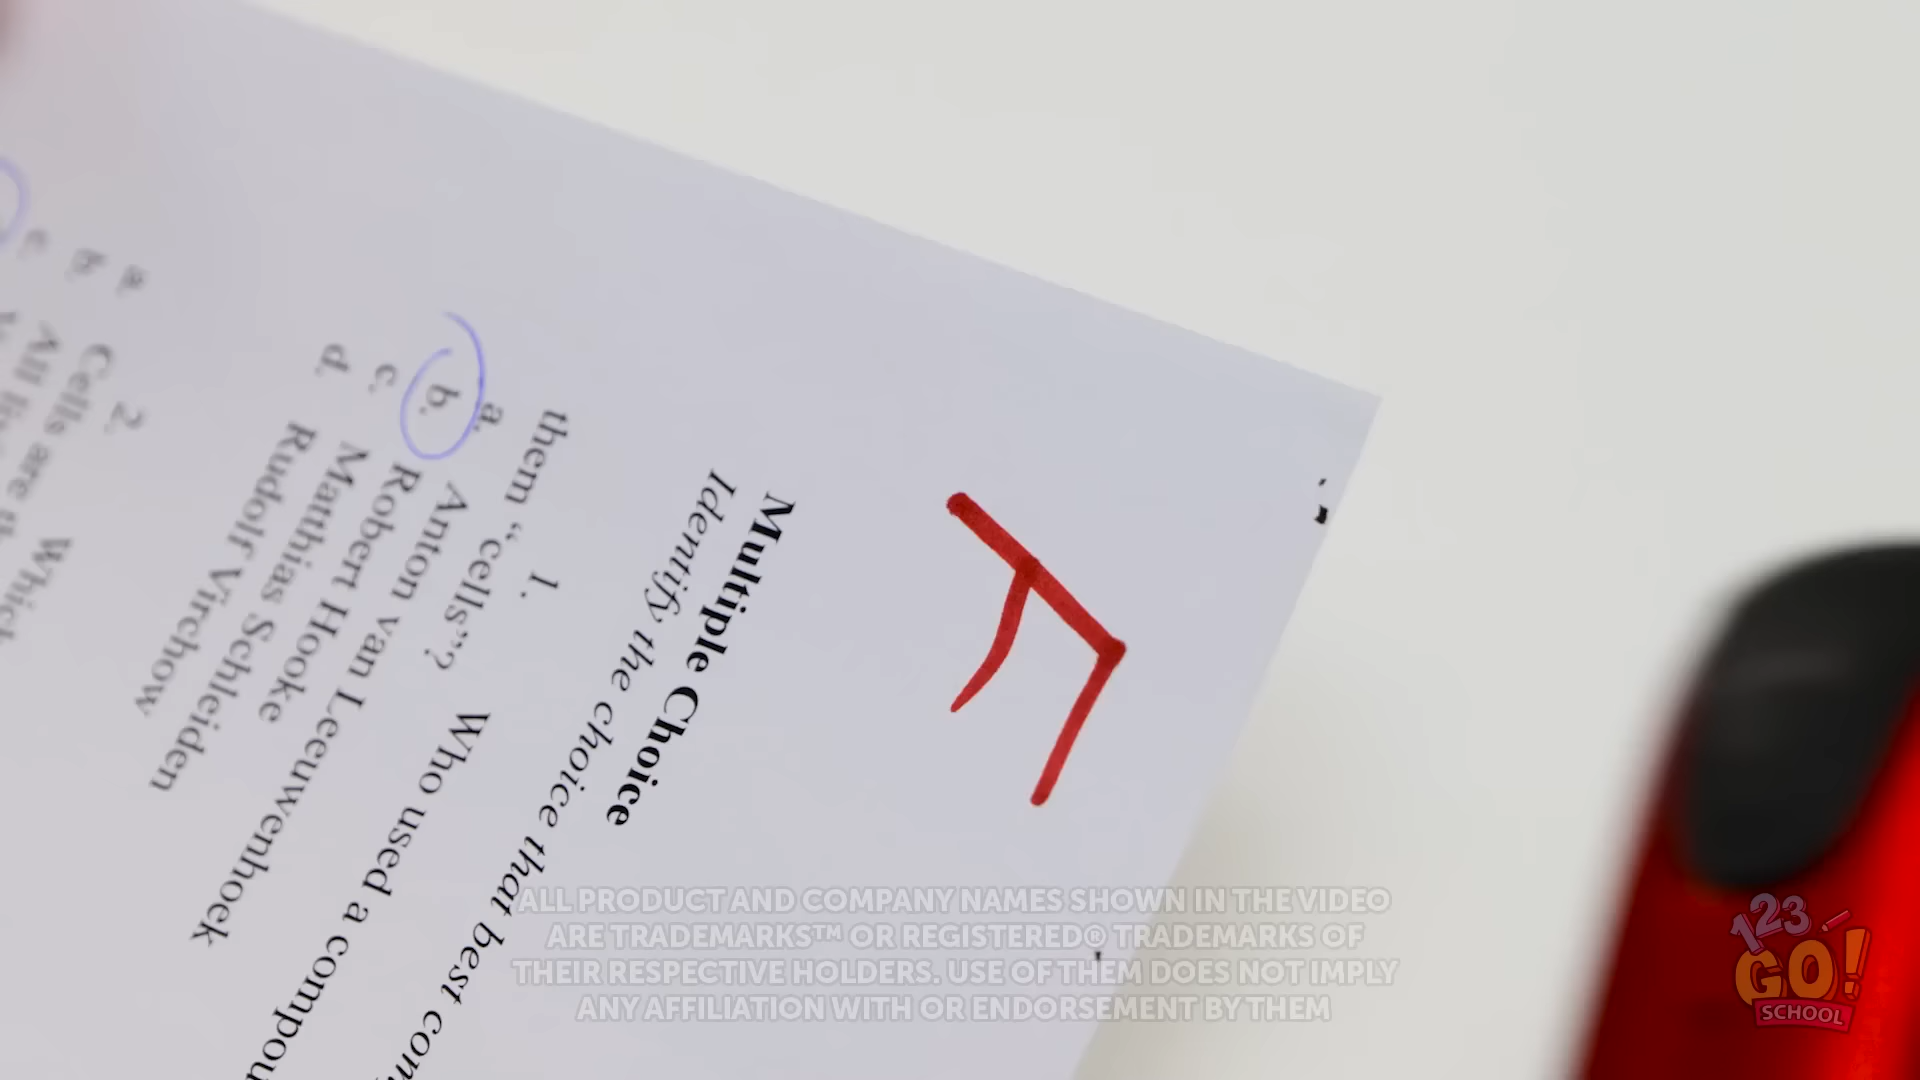 F
Multiple Choice
Identify the choice that best com
1. Who used a compou
them “cells”?
a. Anton van Leeuwenhoek
b. Robert Hooke
c. Matthias Schleiden
d. Rudolf Virchow
2. Which
Cells are th
a. All li
b.
c.
ALL PRODUCT AND COMPANY NAMES SHOWN IN THE VIDEO
ARE TRADEMARKS™ OR REGISTERED® TRADEMARKS OF
THEIR RESPECTIVE HOLDERS. USE OF THEM DOES NOT IMPLY
ANY AFFILIATION WITH OR ENDORSEMENT BY THEM
123
GO!
SCHOOL